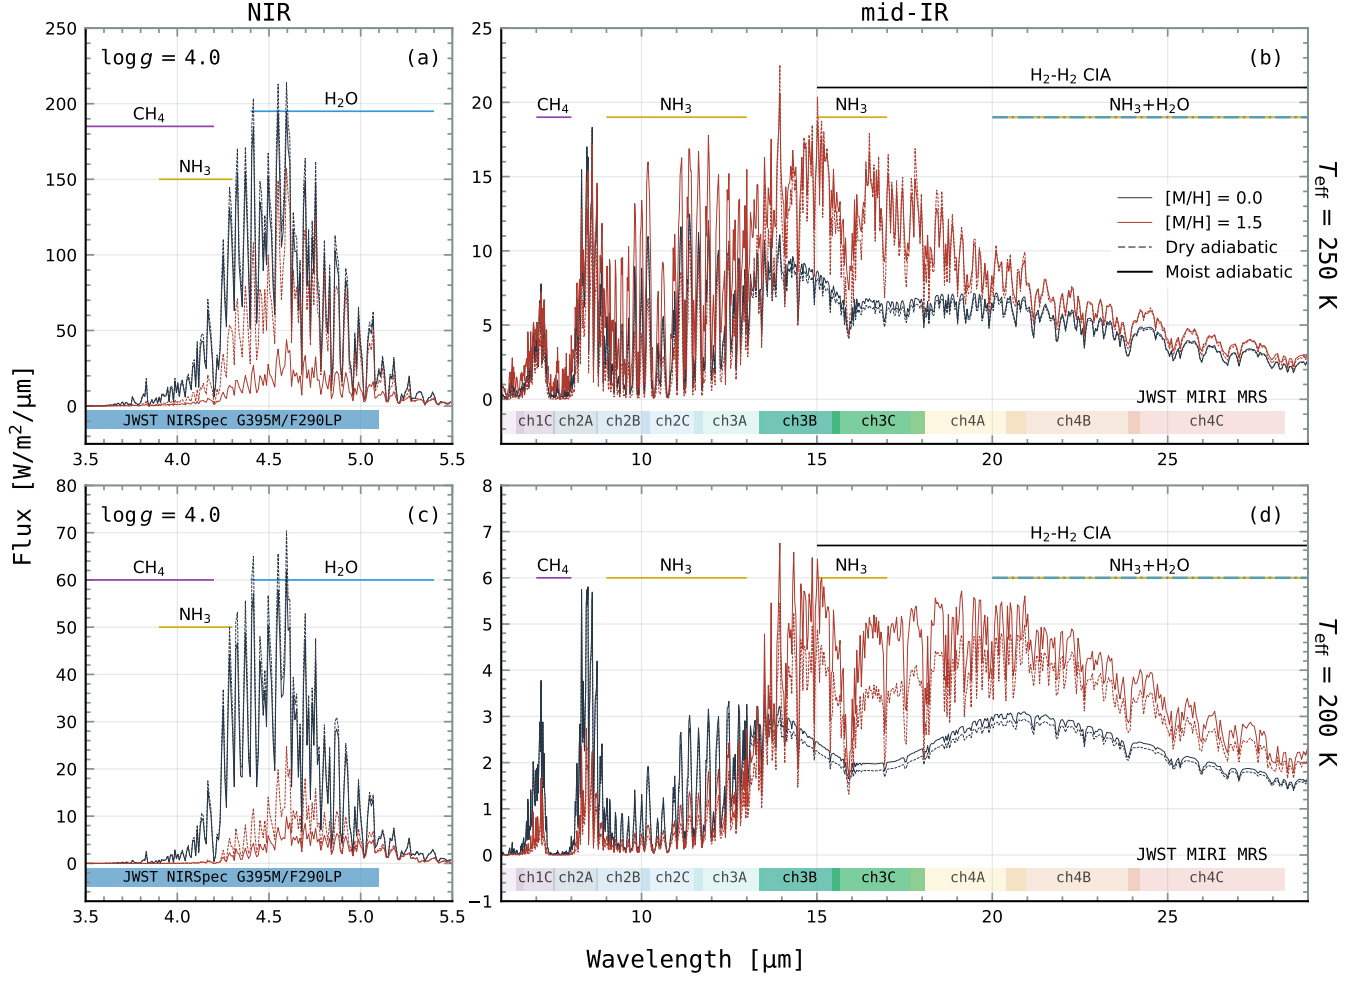 NIR
mid-IR
250
200
150
100
50
0
log g = 4.0
(a)
CH₄
H₂O
NH₃
JWST NIRSpec G395M/F290LP
3.5 4.0 4.5 5.0 5.5
25
20
15
10
5
0
(b)
H₂-H₂ CIA
CH₄
NH₃
NH₃
NH₃+H₂O
[M/H] = 0.0
[M/H] = 1.5
Dry adiabatic
Moist adiabatic
JWST MIRI MRS
ch1C ch2A ch2B ch2C ch3A ch3B ch3C ch4A ch4B ch4C
10 15 20 25
T_eff = 250 K
Flux [W/m²/μm]
80
70
60
50
40
30
20
10
0
log g = 4.0
(c)
CH₄
H₂O
NH₃
JWST NIRSpec G395M/F290LP
3.5 4.0 4.5 5.0 5.5
8
7
6
5
4
3
2
1
0
−1
(d)
H₂-H₂ CIA
CH₄
NH₃
NH₃
NH₃+H₂O
JWST MIRI MRS
ch1C ch2A ch2B ch2C ch3A ch3B ch3C ch4A ch4B ch4C
10 15 20 25
T_eff = 200 K
Wavelength [μm]